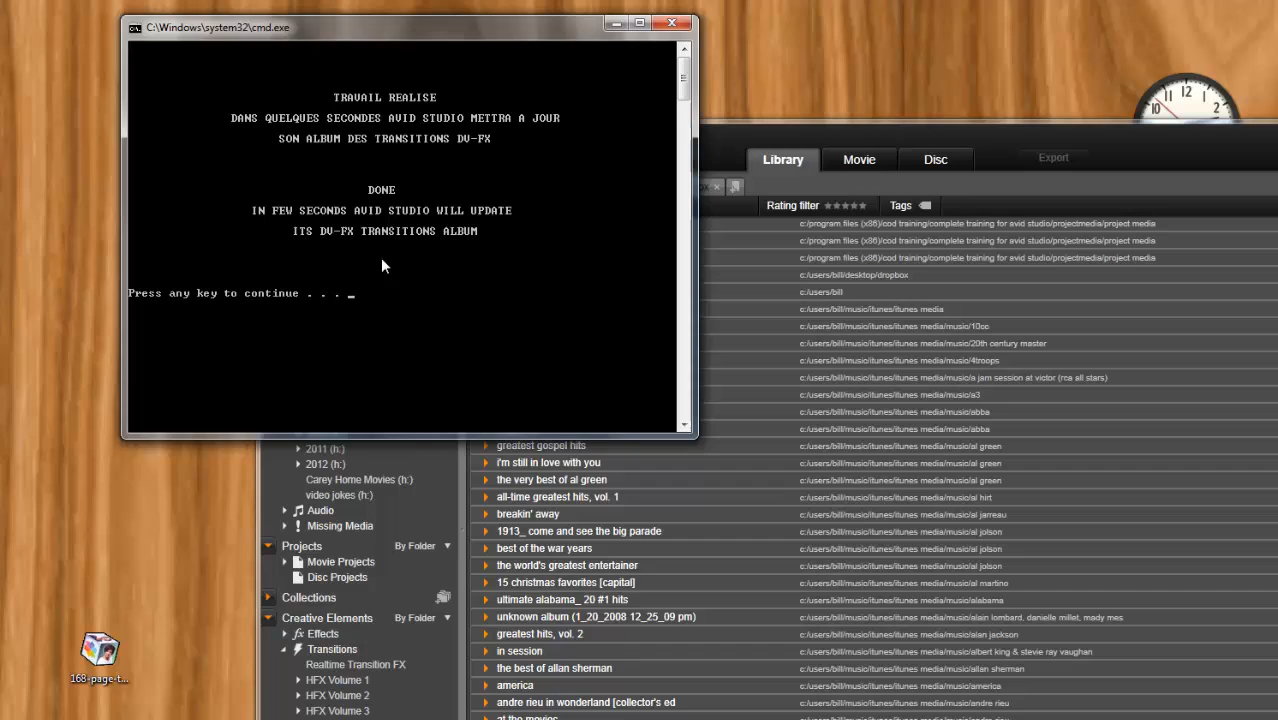 C:\Windows\system32\cmd.exe
TRAVAIL REALISE
DANS QUELQUES SECONDES AVID STUDIO METTRA A JOUR
SON ALBUM DES TRANSITIONS DV-FX
DONE
IN FEW SECONDS AVID STUDIO WILL UPDATE
ITS DV-FX TRANSITIONS ALBUM
Press any key to continue . . . _
10 11 12 1 2
Library Movie Disc Export
Rating filter Tags
c:/program files (x86)/cod training/complete training for avid studio/projectmedia/project media
c:/program files (x86)/cod training/complete training for avid studio/projectmedia/project media
c:/program files (x86)/cod training/complete training for avid studio/projectmedia/project media
c:/users/bill/desktop/dropbox
c:/users/bill
c:/users/bill/music/itunes/itunes media
c:/users/bill/music/itunes/itunes media/music/10cc
c:/users/bill/music/itunes/itunes media/music/20th century master
c:/users/bill/music/itunes/itunes media/music/4troops
c:/users/bill/music/itunes/itunes media/music/a jam session at victor (rca all stars)
c:/users/bill/music/itunes/itunes media/music/a3
c:/users/bill/music/itunes/itunes media/music/abba
c:/users/bill/music/itunes/itunes media/music/abba
greatest gospel hits c:/users/bill/music/itunes/itunes media/music/al green
i'm still in love with you c:/users/bill/music/itunes/itunes media/music/al green
the very best of al green c:/users/bill/music/itunes/itunes media/music/al green
all-time greatest hits, vol. 1 c:/users/bill/music/itunes/itunes media/music/al hirt
breakin' away c:/users/bill/music/itunes/itunes media/music/al jarreau
1913_ come and see the big parade c:/users/bill/music/itunes/itunes media/music/al jolson
best of the war years c:/users/bill/music/itunes/itunes media/music/al jolson
the world's greatest entertainer c:/users/bill/music/itunes/itunes media/music/al jolson
15 christmas favorites [capital] c:/users/bill/music/itunes/itunes media/music/al martino
ultimate alabama_ 20 #1 hits c:/users/bill/music/itunes/itunes media/music/alabama
unknown album (1_20_2008 12_25_09 pm) c:/users/bill/music/itunes/itunes media/music/alain lombard, danielle millet, mady mes
greatest hits, vol. 2 c:/users/bill/music/itunes/itunes media/music/alan jackson
in session c:/users/bill/music/itunes/itunes media/music/albert king & stevie ray vaughan
the best of allan sherman c:/users/bill/music/itunes/itunes media/music/allan sherman
america c:/users/bill/music/itunes/itunes media/music/america
andre rieu in wonderland [collector's ed c:/users/bill/music/itunes/itunes media/music/andre rieu
at the movies
2011 (h:)
2012 (h:)
Carey Home Movies (h:)
video jokes (h:)
Audio
Missing Media
Projects By Folder
Movie Projects
Disc Projects
Collections
Creative Elements By Folder
Effects
Transitions
Realtime Transition FX
HFX Volume 1
HFX Volume 2
HFX Volume 3
168-page-t...